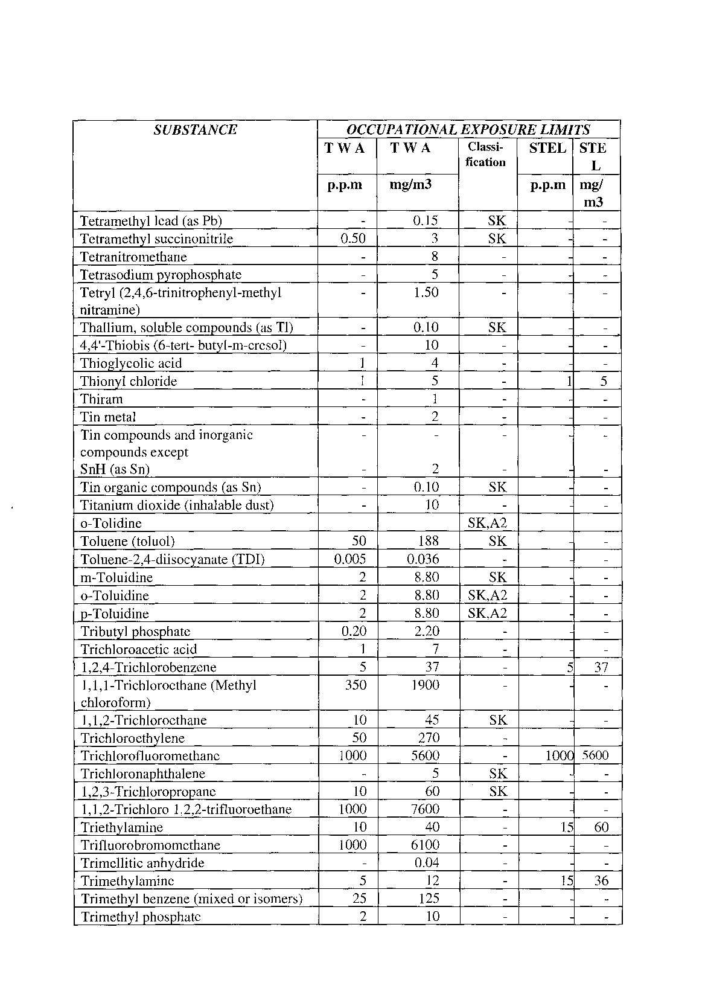 SUBSTANCE OCCUPATIONAL EXPOSURE LIMITS
T W A T W A Classi- STEL STE
fication L
p.p.m mg/m3 p.p.m mg/
m3
Tetramethyl lead (as Pb) - 0.15 SK - -
Tetramethyl succinonitrile 0.50 3 SK - -
Tetranitromethane - 8 - - -
Tetrasodium pyrophosphate - 5 - - -
Tetryl (2,4,6-trinitrophenyl-methyl - 1.50 - - -
nitramine)
Thallium, soluble compounds (as Tl) - 0.10 SK - -
4,4'-Thiobis (6-tert- butyl-m-cresol) - 10 - - -
Thioglycolic acid 1 4 - - -
Thionyl chloride 1 5 - 1 5
Thiram - 1 - - -
Tin metal - 2 - - -
Tin compounds and inorganic - - - - -
compounds except
SnH (as Sn) - 2 - - -
Tin organic compounds (as Sn) - 0.10 SK - -
Titanium dioxide (inhalable dust) - 10 - - -
o-Tolidine SK,A2
Toluene (toluol) 50 188 SK - -
Toluene-2,4-diisocyanate (TDI) 0.005 0.036 - - -
m-Toluidine 2 8.80 SK - -
o-Toluidine 2 8.80 SK,A2 - -
p-Toluidine 2 8.80 SK,A2 - -
Tributyl phosphate 0.20 2.20 - - -
Trichloroacetic acid 1 7 - - -
1,2,4-Trichlorobenzene 5 37 - 5 37
1,1,1-Trichloroethane (Methyl 350 1900 - - -
chloroform)
1,1,2-Trichloroethane 10 45 SK - -
Trichloroethylene 50 270 -
Trichlorofluoromethane 1000 5600 - 1000 5600
Trichloronaphthalene - 5 SK - -
1,2,3-Trichloropropane 10 60 SK - -
1,1,2-Trichloro 1,2,2-trifluoroethane 1000 7600 - - -
Triethylamine 10 40 - 15 60
Trifluorobromomethane 1000 6100 - - -
Trimellitic anhydride - 0.04 - - -
Trimethylamine 5 12 - 15 36
Trimethyl benzene (mixed or isomers) 25 125 - - -
Trimethyl phosphate 2 10 - - -